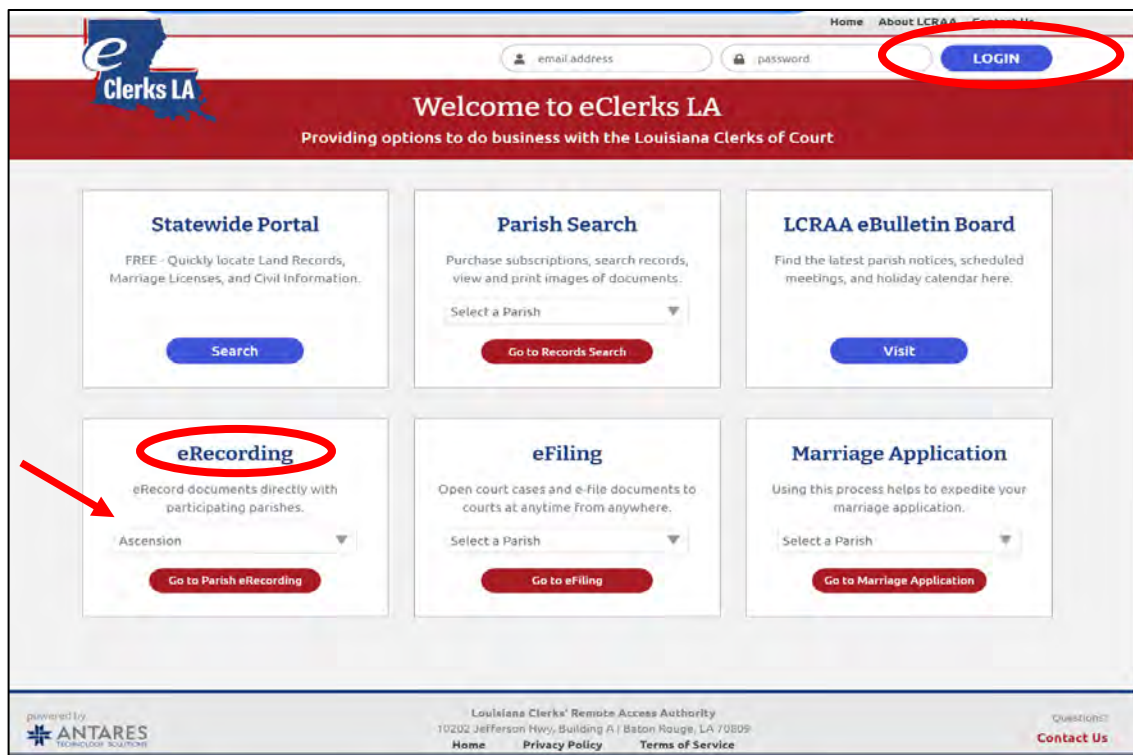 Home About LCRAA Contact Us
e
Clerks LA
email address
password
LOGIN
Welcome to eClerks LA
Providing options to do business with the Louisiana Clerks of Court
Statewide Portal
FREE - Quickly locate Land Records,
Marriage Licenses, and Civil Information.
Search
Parish Search
Purchase subscriptions, search records,
view and print images of documents.
Select a Parish
Go to Records Search
LCRAA eBulletin Board
Find the latest parish notices, scheduled
meetings, and holiday calendar here.
Visit
eRecording
eRecord documents directly with
participating parishes.
Ascension
Go to Parish eRecording
eFiling
Open court cases and e-file documents to
courts at anytime from anywhere.
Select a Parish
Go to eFiling
Marriage Application
Using this process helps to expedite your
marriage application.
Select a Parish
Go to Marriage Application
powered by
ANTARES
TECHNOLOGY SOLUTIONS
Louisiana Clerks' Remote Access Authority
10202 Jefferson Hwy, Building A | Baton Rouge, LA 70809
Home Privacy Policy Terms of Service
Questions?
Contact Us